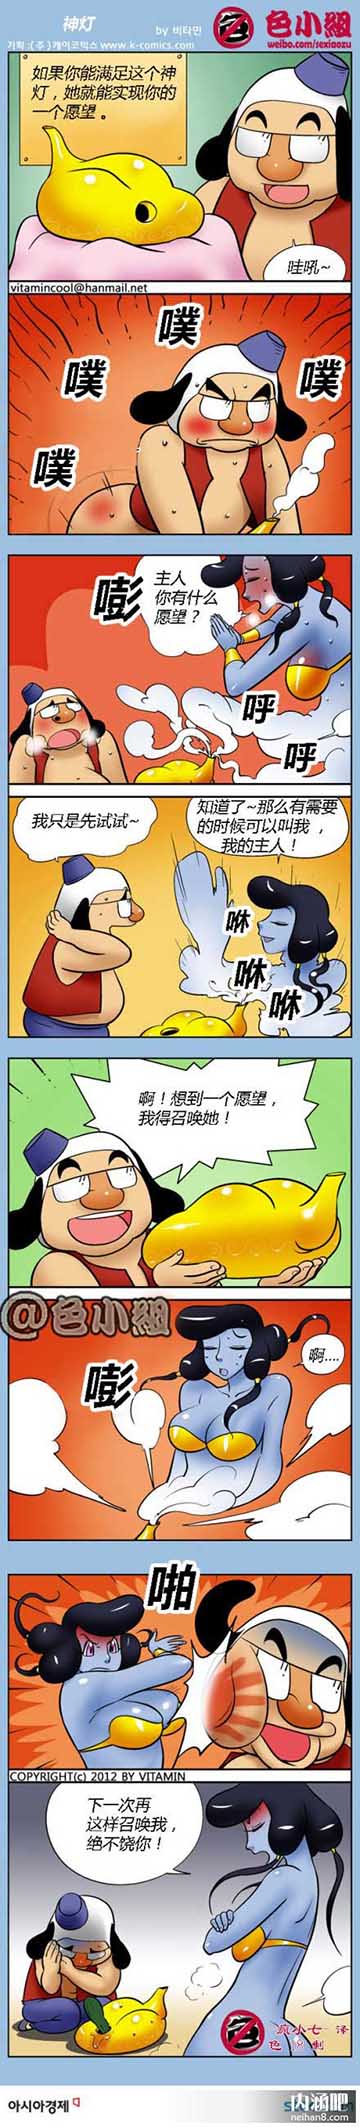 神灯
by 비타민
色小組
기획:(주)케이코믹스 www.k-comics.com
weibo.com/sexiaozu
如果你能满足这个神
灯，她就能实现你的
一个愿望。
哇吼~
vitamincool@hanmail.net
噗
噗
噗
噗
嘭
主人
你有什么
愿望？
呼
呼
我只是先试试~
知道了~那么有需要
的时候可以叫我，
我的主人！
咻
咻
咻
啊！想到一个愿望，
我得召唤她！
@色小組
嘭
啊....
啪
COPYRIGHT(c) 2012 BY VITAMIN
下一次再
这样召唤我，
绝不饶你！
아시아경제
内涵吧
neihan8.com